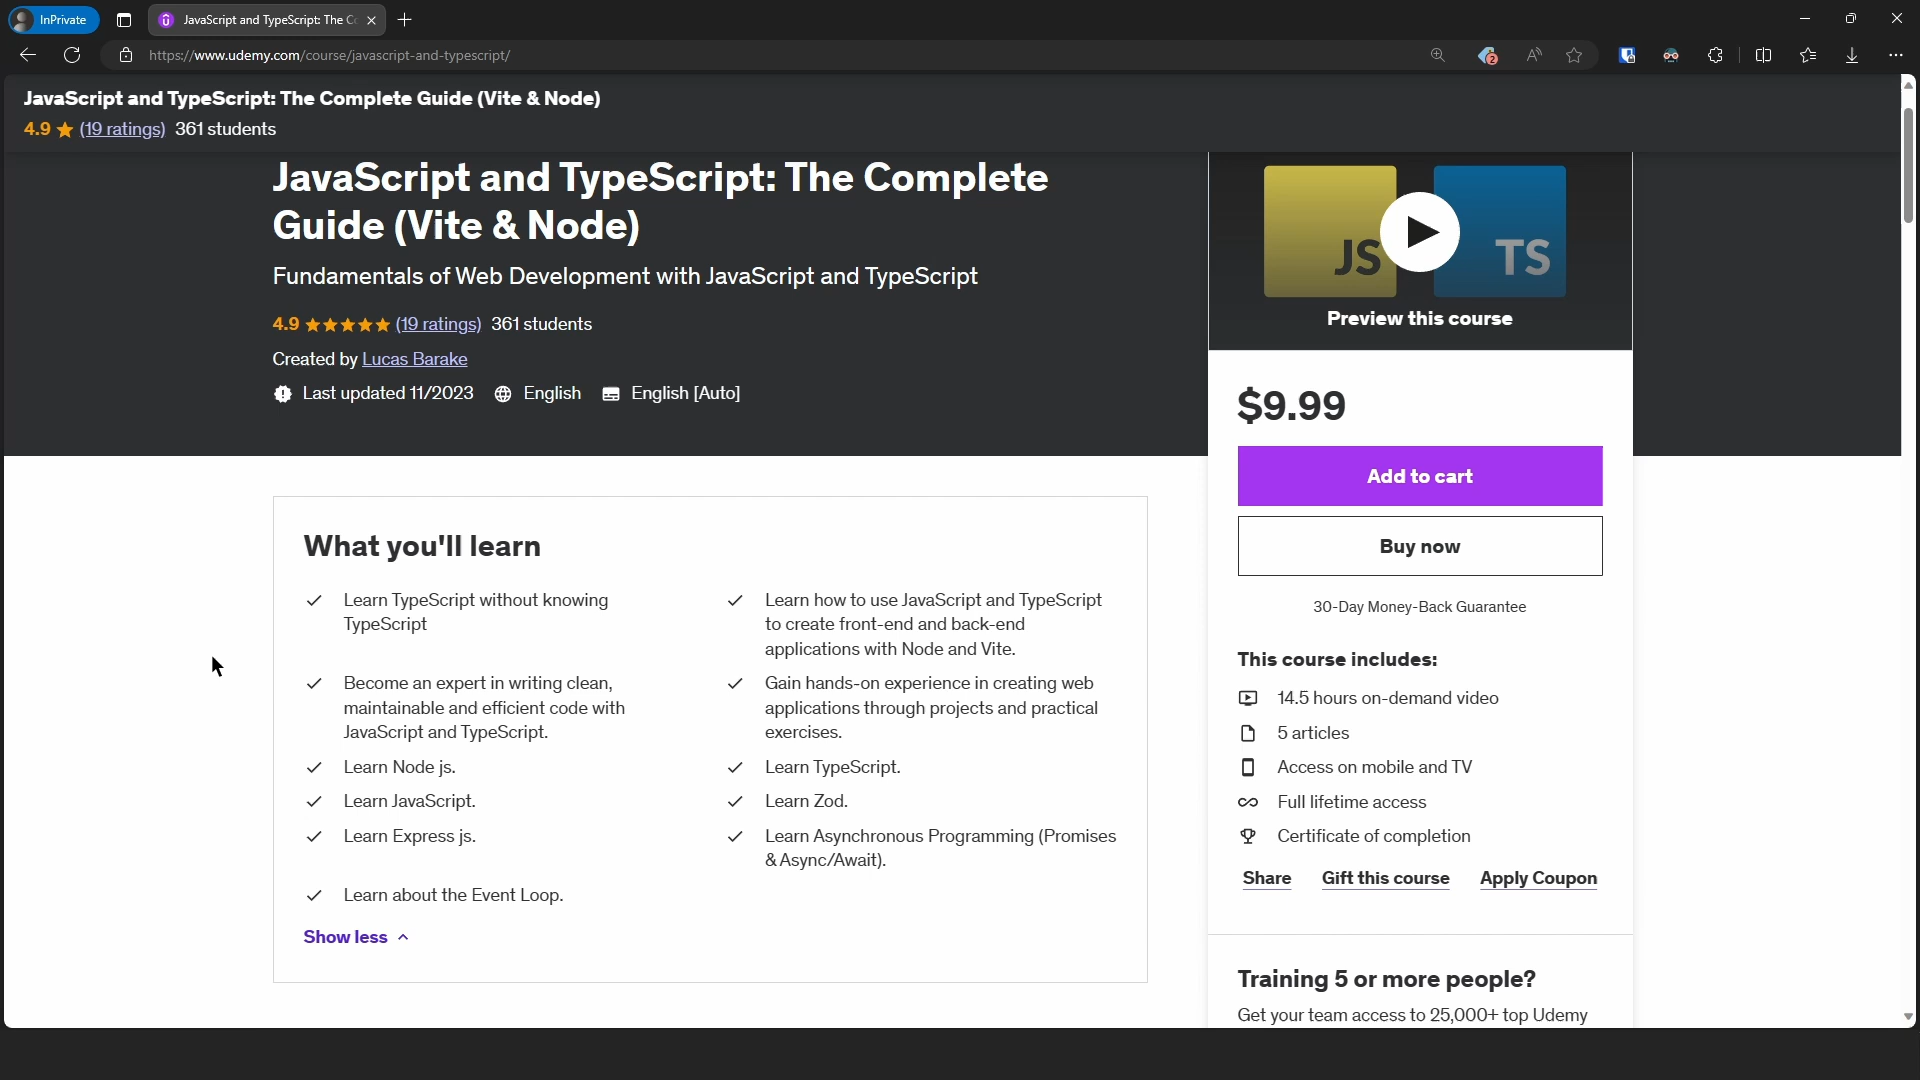 InPrivate
JavaScript and TypeScript: The C
https://www.udemy.com/course/javascript-and-typescript/
2
JavaScript and TypeScript: The Complete Guide (Vite & Node)
4.9 (19 ratings) 361 students
JavaScript and TypeScript: The Complete
Guide (Vite & Node)
Fundamentals of Web Development with JavaScript and TypeScript
4.9 (19 ratings) 361 students
Created by Lucas Barake
Last updated 11/2023 English English [Auto]
JS TS
Preview this course
$9.99
Add to cart
Buy now
30-Day Money-Back Guarantee
What you'll learn
Learn TypeScript without knowing
TypeScript
Learn how to use JavaScript and TypeScript
to create front-end and back-end
applications with Node and Vite.
Become an expert in writing clean,
maintainable and efficient code with
JavaScript and TypeScript.
Gain hands-on experience in creating web
applications through projects and practical
exercises.
Learn Node js.
Learn TypeScript.
Learn JavaScript.
Learn Zod.
Learn Express js.
Learn Asynchronous Programming (Promises
& Async/Await).
Learn about the Event Loop.
Show less
This course includes:
14.5 hours on-demand video
5 articles
Access on mobile and TV
Full lifetime access
Certificate of completion
Share Gift this course Apply Coupon
Training 5 or more people?
Get your team access to 25,000+ top Udemy